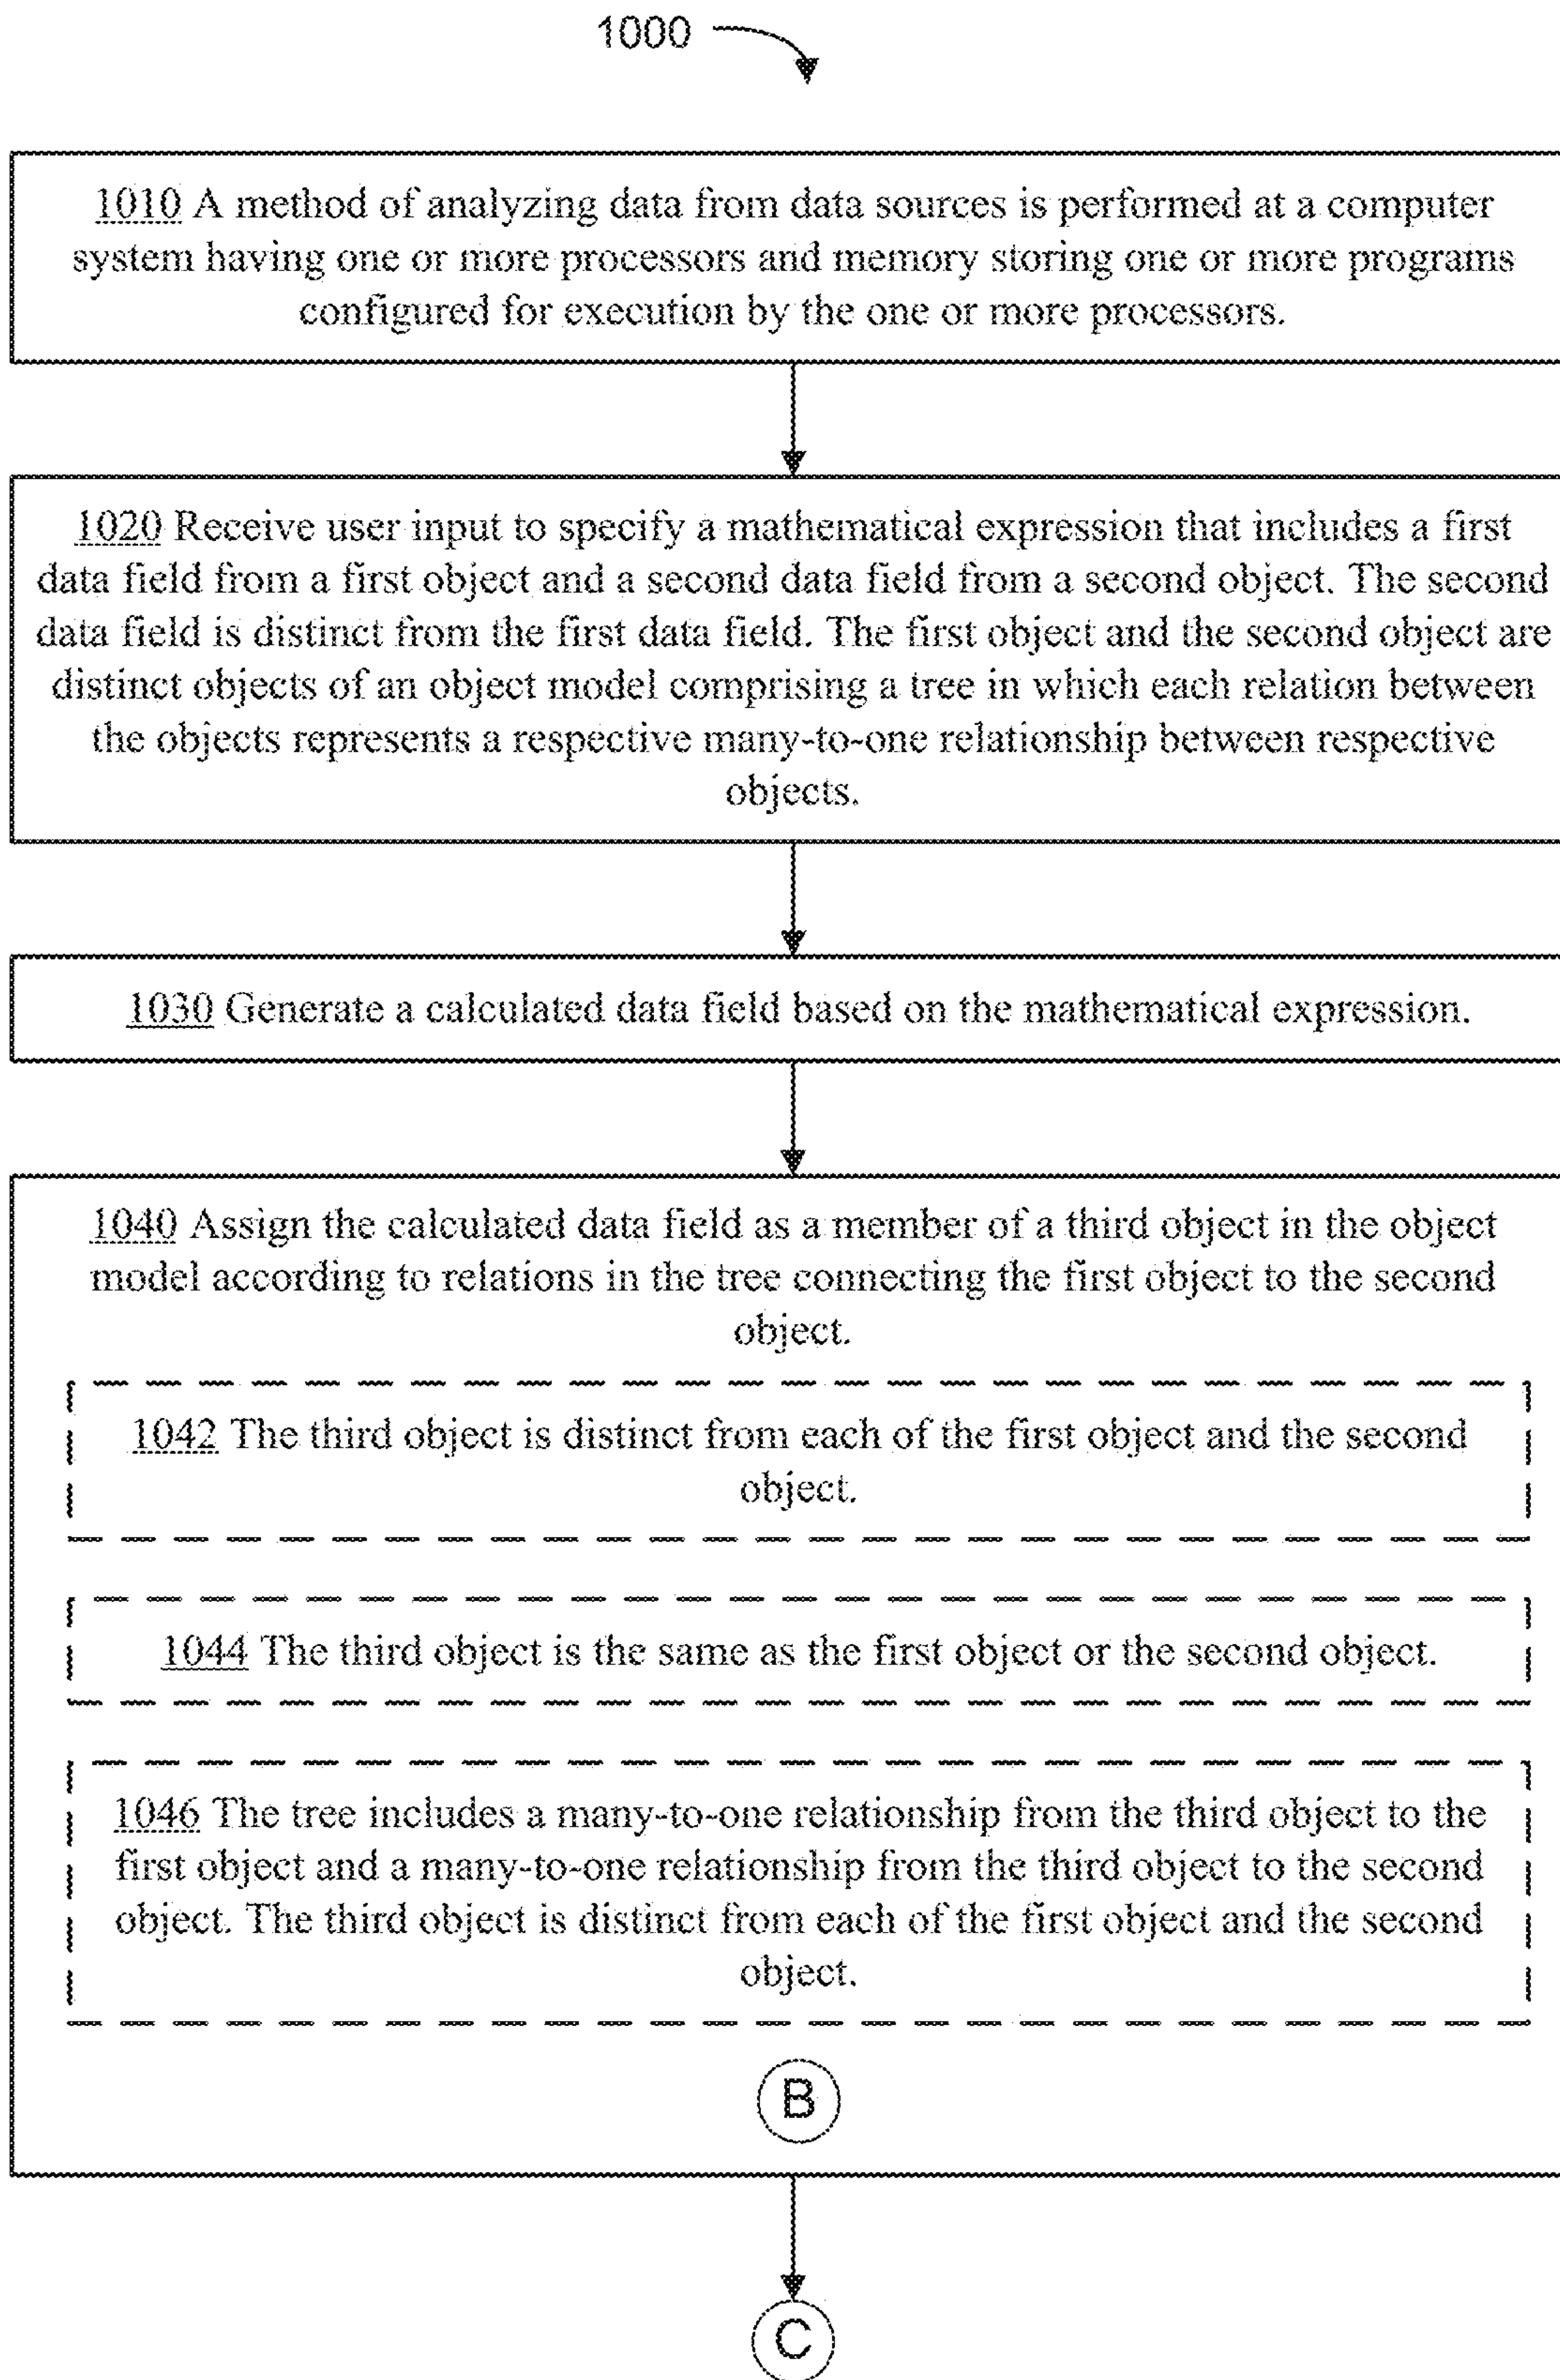 1000
1010 A method of analyzing data from data sources is performed at a computer
system having one or more processors and memory storing one or more programs
configured for execution by the one or more processors.
1020 Receive user input to specify a mathematical expression that includes a first
data field from a first object and a second data field from a second object. The second
data field is distinct from the first data field. The first object and the second object are
distinct objects of an object model comprising a tree in which each relation between
the objects represents a respective many-to-one relationship between respective
objects.
1030 Generate a calculated data field based on the mathematical expression.
1040 Assign the calculated data field as a member of a third object in the object
model according to relations in the tree connecting the first object to the second
object.
1042 The third object is distinct from each of the first object and the second
object.
1044 The third object is the same as the first object or the second object.
1046 The tree includes a many-to-one relationship from the third object to the
first object and a many-to-one relationship from the third object to the second
object. The third object is distinct from each of the first object and the second
object.
B
C